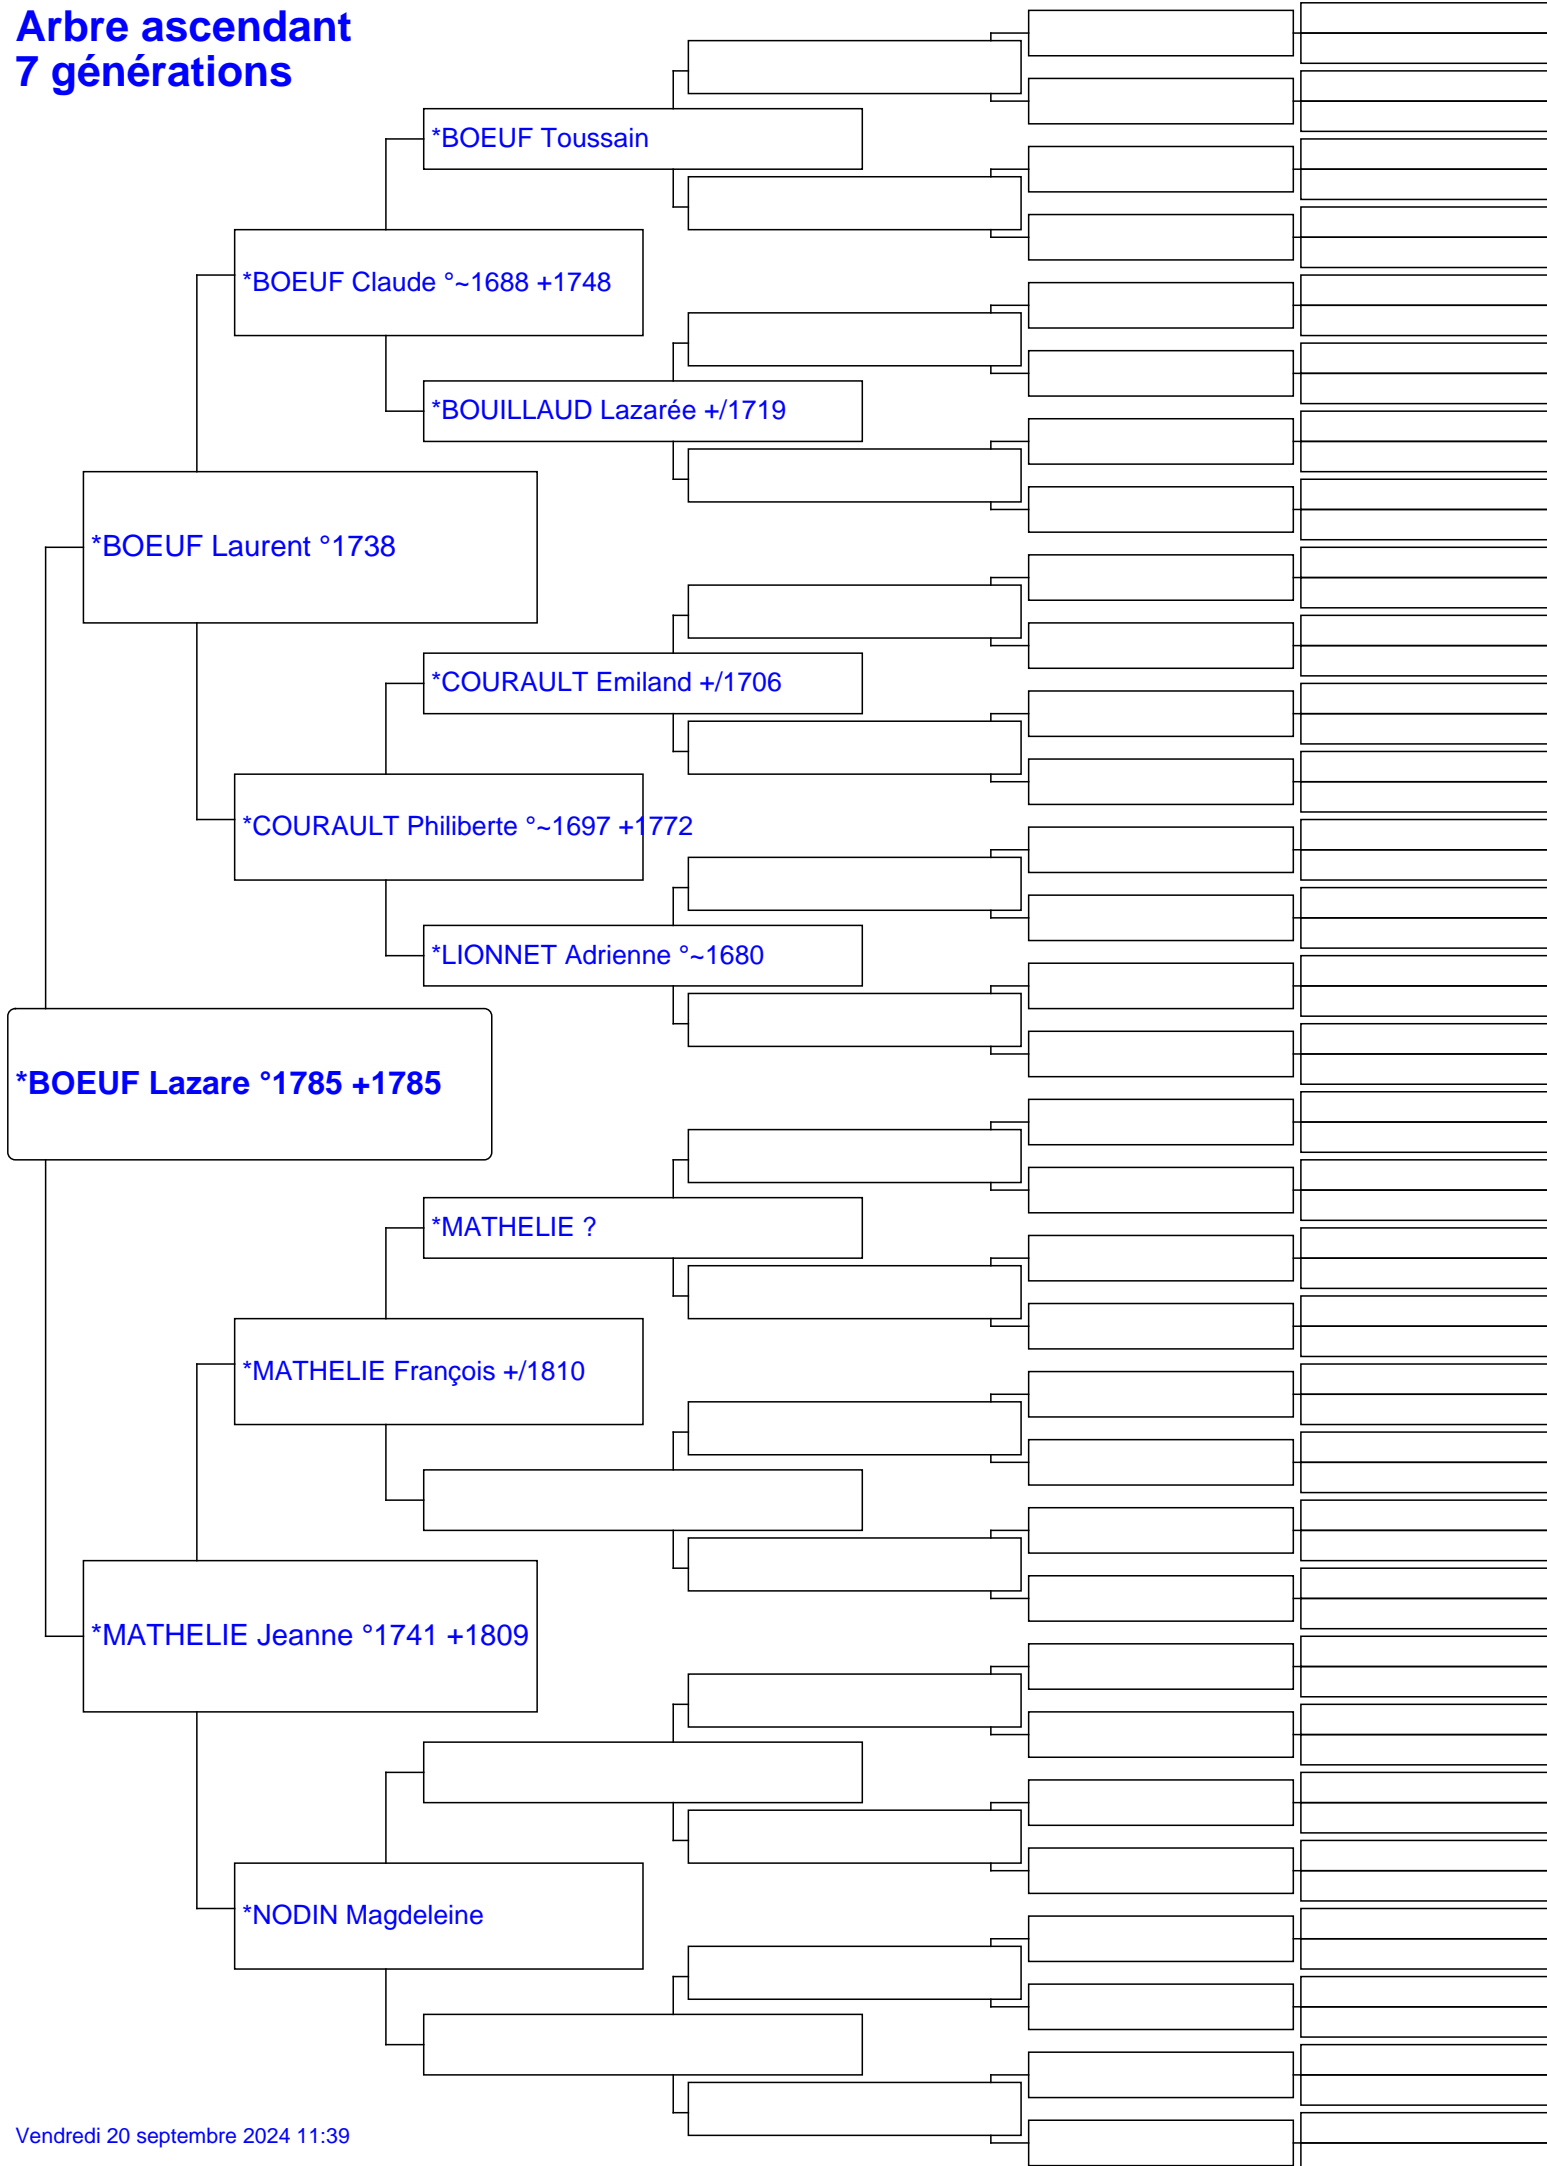 Arbre ascendant
7 générations
*BOEUF Toussain
*BOEUF Claude °~1688 +1748
*BOUILLAUD Lazarée +/1719
*BOEUF Laurent °1738
*COURAULT Emiland +/1706
*COURAULT Philiberte °~1697 +1772
*LIONNET Adrienne °~1680
*BOEUF Lazare °1785 +1785
*MATHELIE ?
*MATHELIE François +/1810
*MATHELIE Jeanne °1741 +1809
*NODIN Magdeleine
Vendredi 20 septembre 2024 11:39